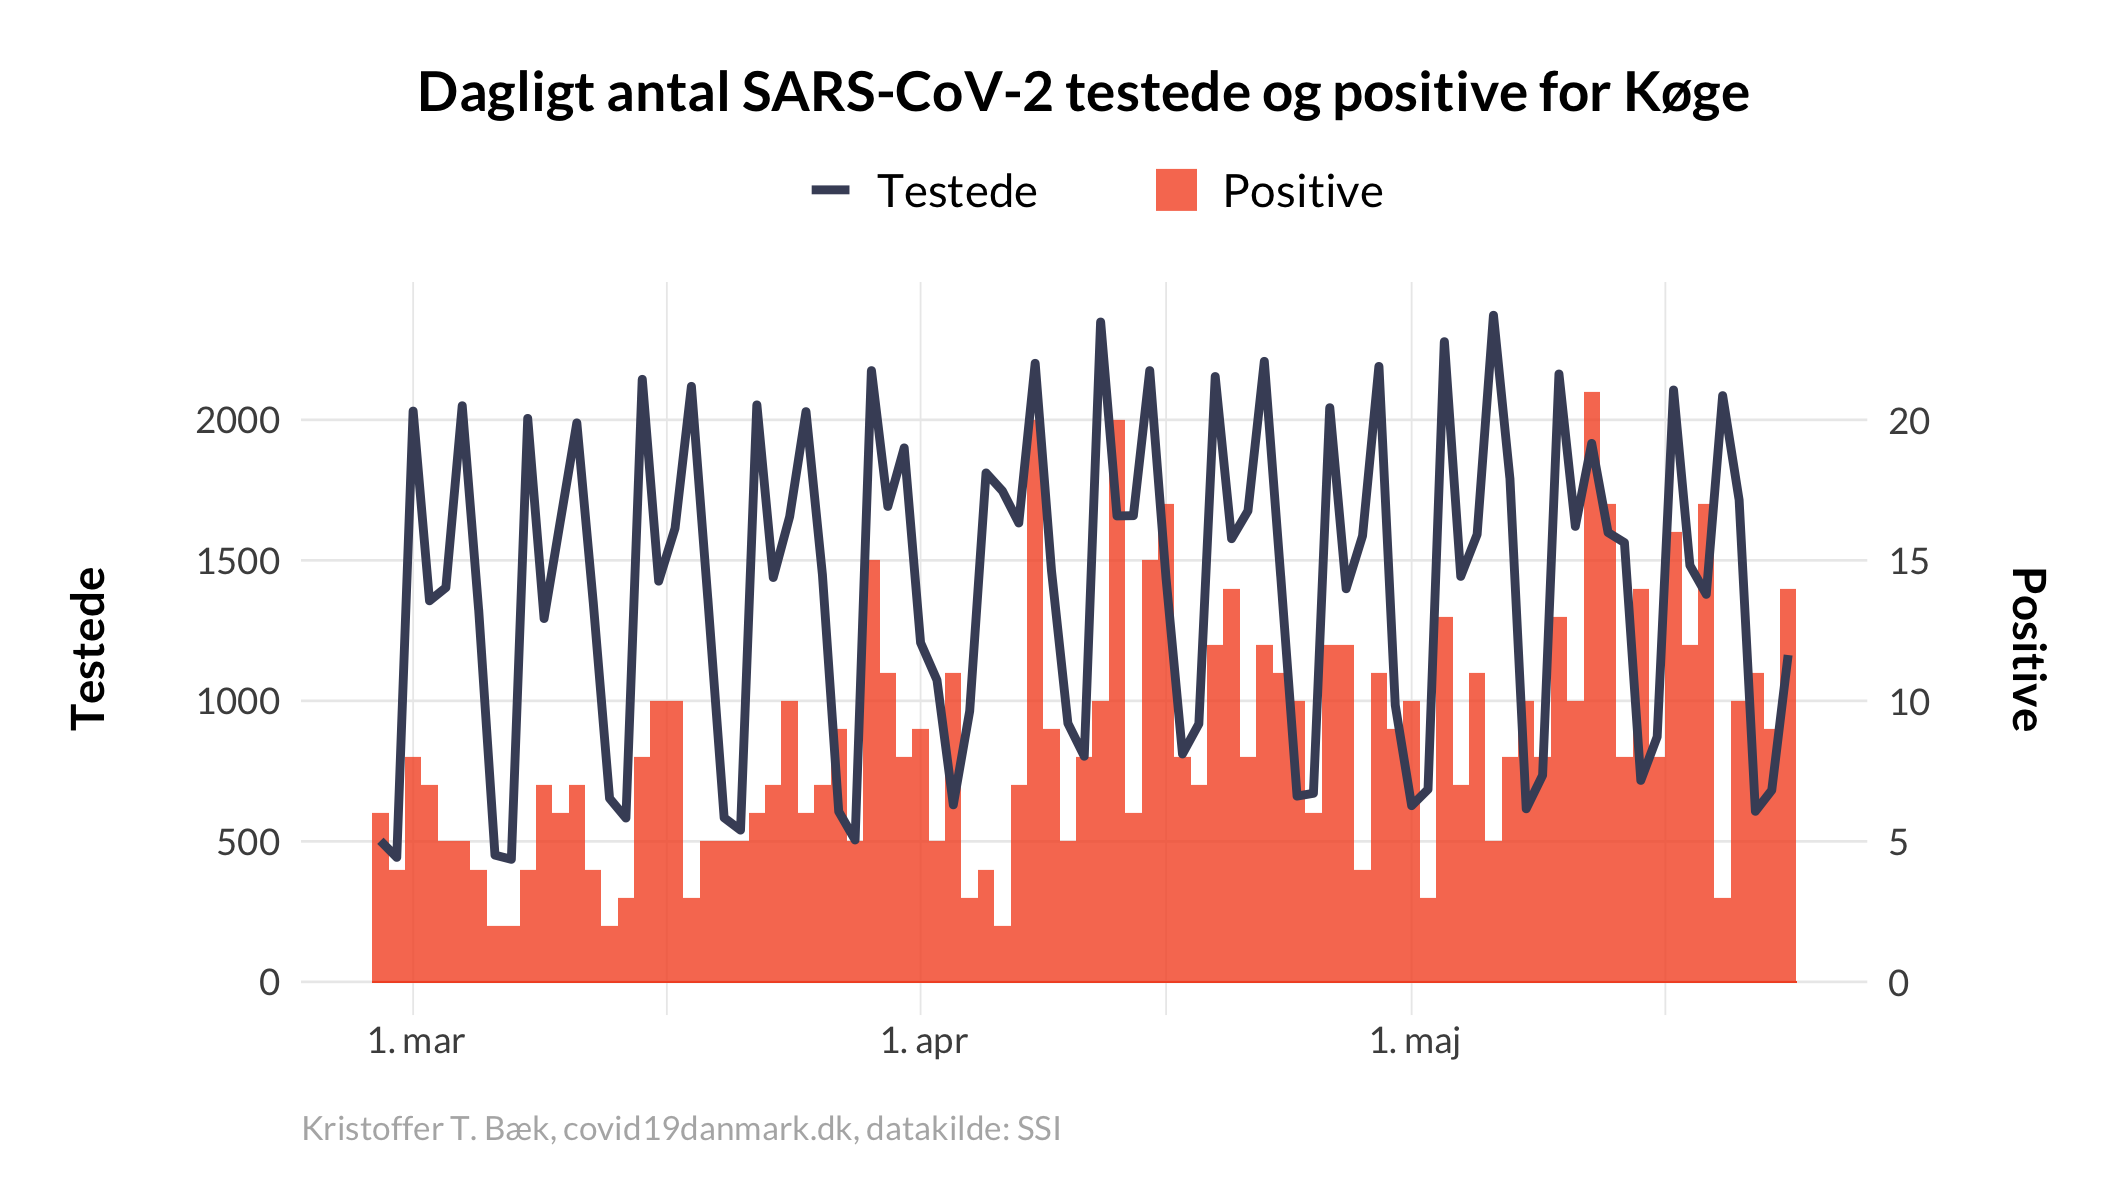 Dagligt antal SARS-CoV-2 testede og positive for Køge
Testede
Positive
2000
1500
1000
500
0
Testede
20
15
10
5
0
Positive
1. mar
1. apr
1. maj
Kristoffer T. Bæk, covid19danmark.dk, datakilde: SSI